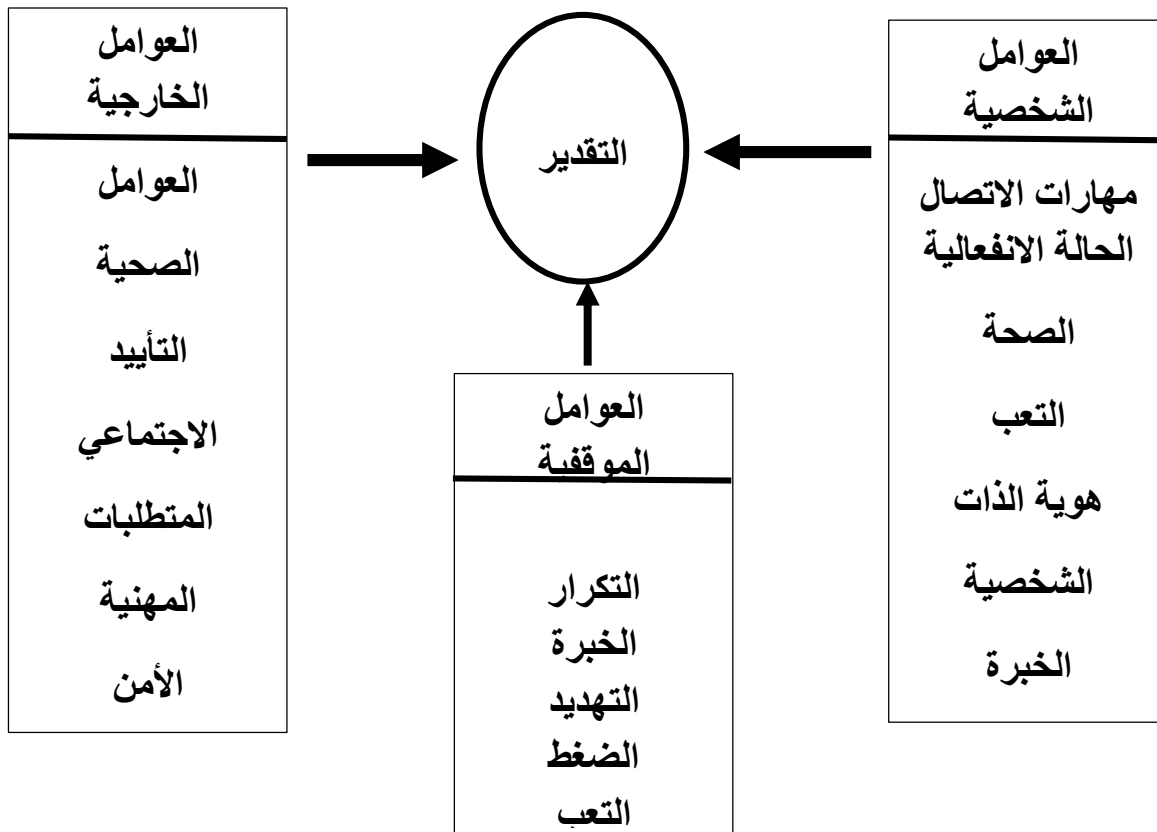 العوامل
الشخصية
مهارات الاتصال
الحالة الانفعالية
الصحة
التعب
هوية الذات
الشخصية
الخبرة
التقدير
العوامل
الموقفية
التكرار
الخبرة
التهديد
الضغط
التعب
العوامل
الخارجية
العوامل
الصحية
التأييد
الاجتماعي
المتطلبات
المهنية
الأمن